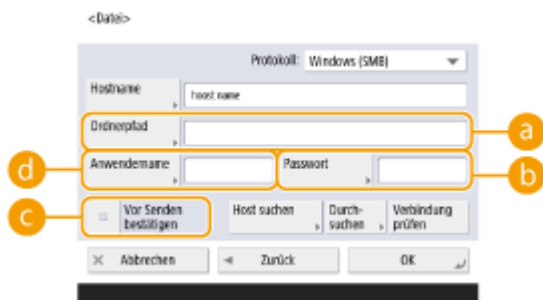 <Datei>
Protokoll: Windows (SMB)
Hostname hoost name
Ordnerpfad
a
d Anwendername Passwort b
c Vor Senden bestätigen Host suchen Durch- suchen Verbindung prüfen
Abbrechen Zurück OK